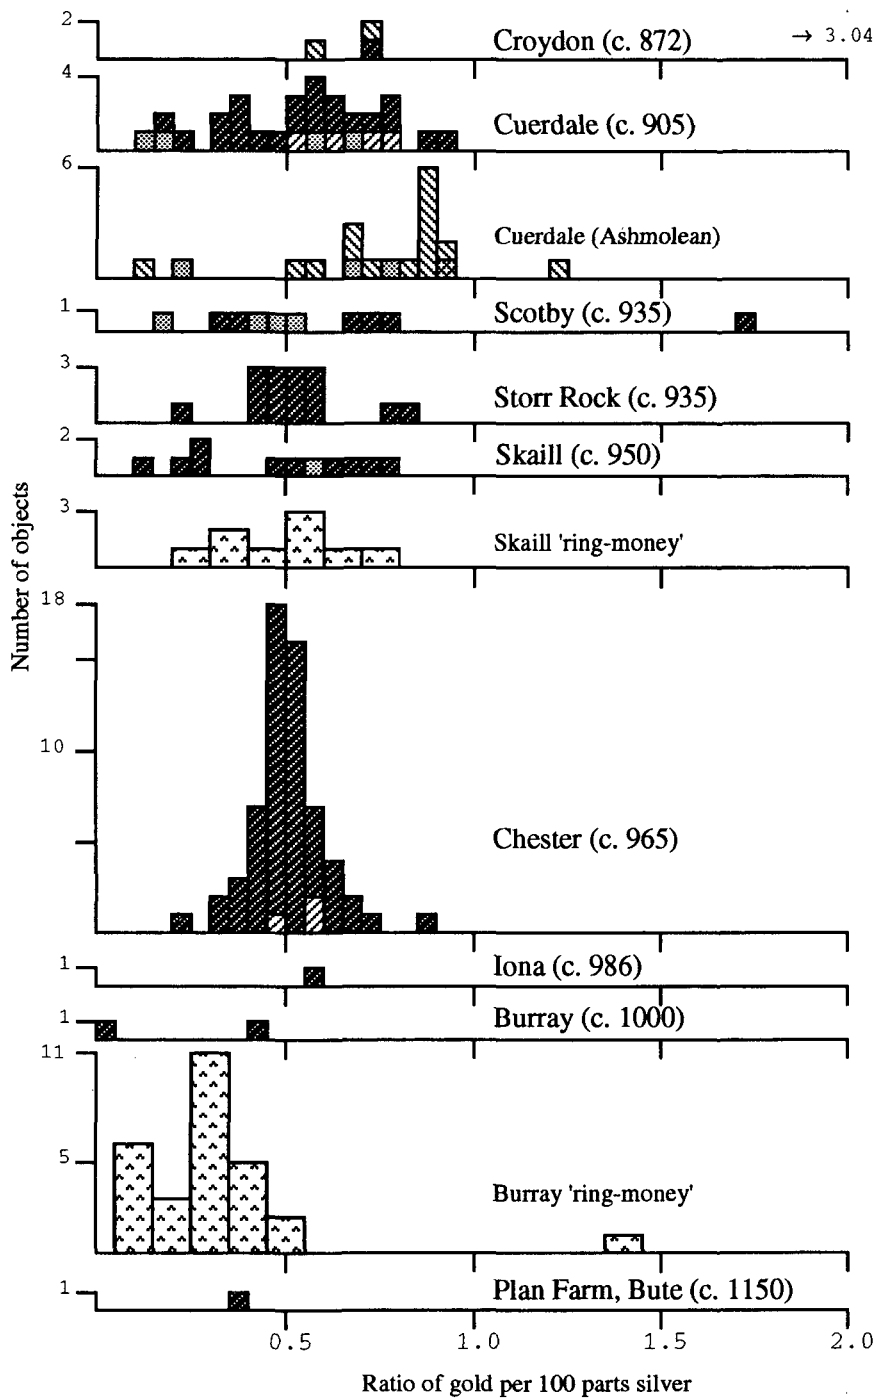 2
Croydon (c. 872)
→ 3.04
4
Cuerdale (c. 905)
6
Cuerdale (Ashmolean)
1
Scotby (c. 935)
3
Storr Rock (c. 935)
2
Skaill (c. 950)
3
Skaill 'ring-money'
Number of objects
18
10
Chester (c. 965)
1
Iona (c. 986)
1
Burray (c. 1000)
11
5
Burray 'ring-money'
1
Plan Farm, Bute (c. 1150)
0.5 1.0 1.5 2.0
Ratio of gold per 100 parts silver